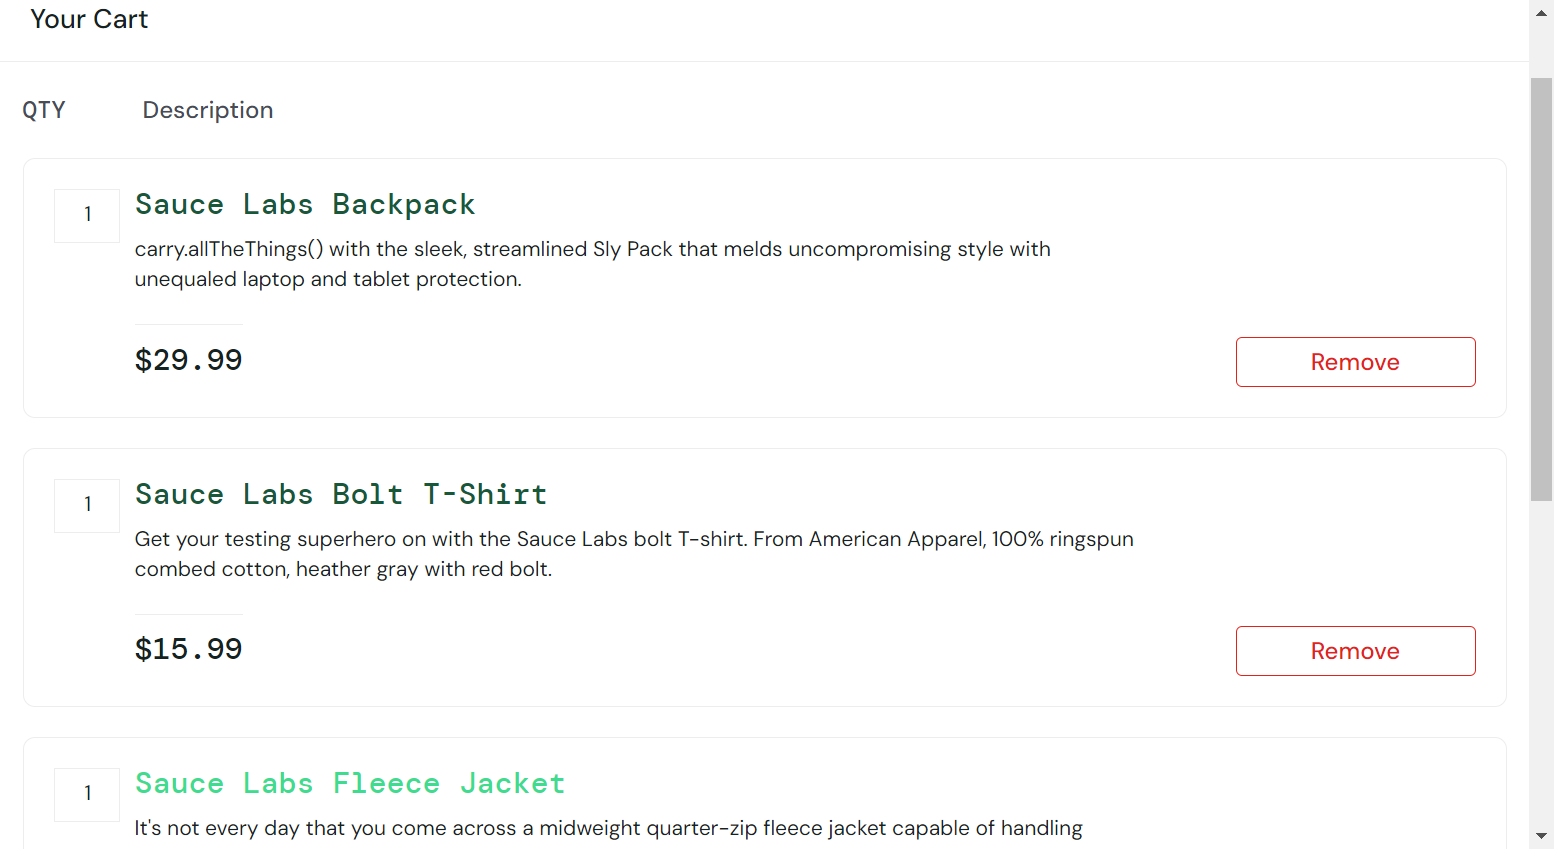 Your Cart
QTY Description
1 Sauce Labs Backpack
carry.allTheThings() with the sleek, streamlined Sly Pack that melds uncompromising style with
unequaled laptop and tablet protection.
$29.99 Remove
1 Sauce Labs Bolt T-Shirt
Get your testing superhero on with the Sauce Labs bolt T-shirt. From American Apparel, 100% ringspun
combed cotton, heather gray with red bolt.
$15.99 Remove
1 Sauce Labs Fleece Jacket
It's not every day that you come across a midweight quarter-zip fleece jacket capable of handling